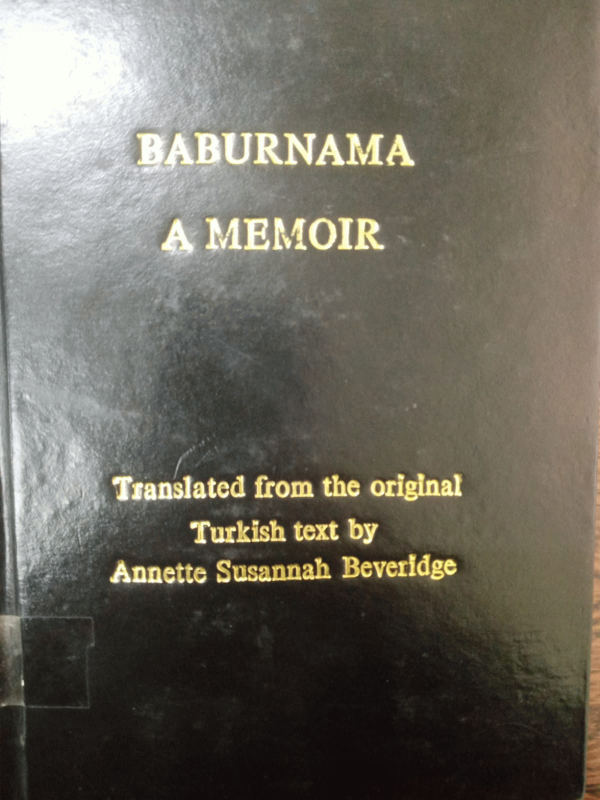 BABURNAMA
A MEMOIR
Translated from the original
Turkish text by
Annette Susannah Beveridge